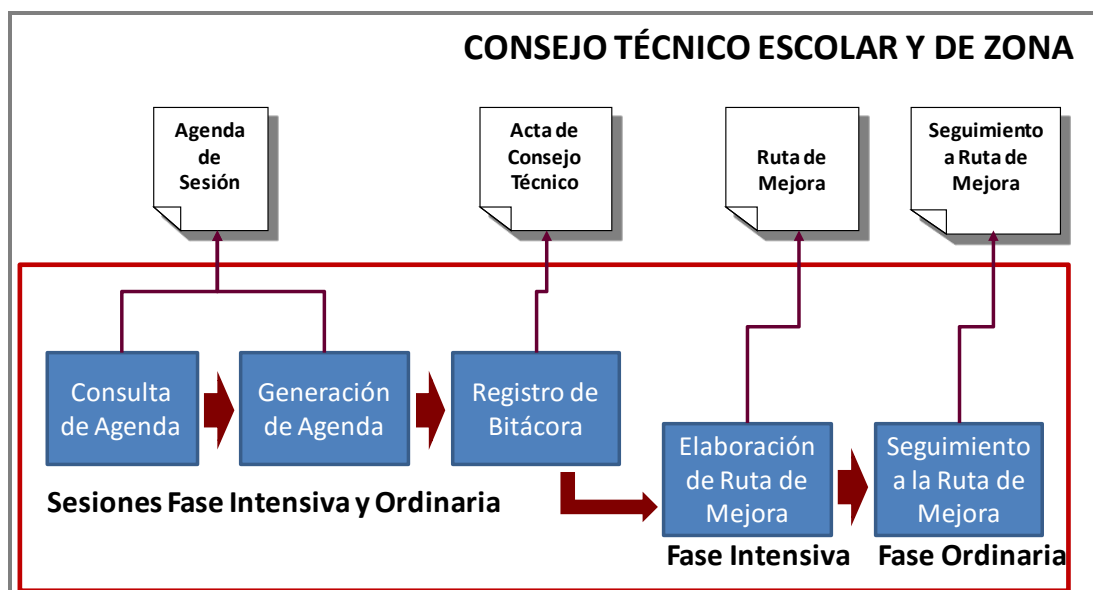 CONSEJO TÉCNICO ESCOLAR Y DE ZONA
Agenda
de
Sesión
Acta de
Consejo
Técnico
Ruta de
Mejora
Seguimiento
a Ruta de
Mejora
Consulta
de Agenda
Generación
de Agenda
Registro de
Bitácora
Elaboración
de Ruta de
Mejora
Seguimiento
a la Ruta de
Mejora
Sesiones Fase Intensiva y Ordinaria
Fase Intensiva
Fase Ordinaria